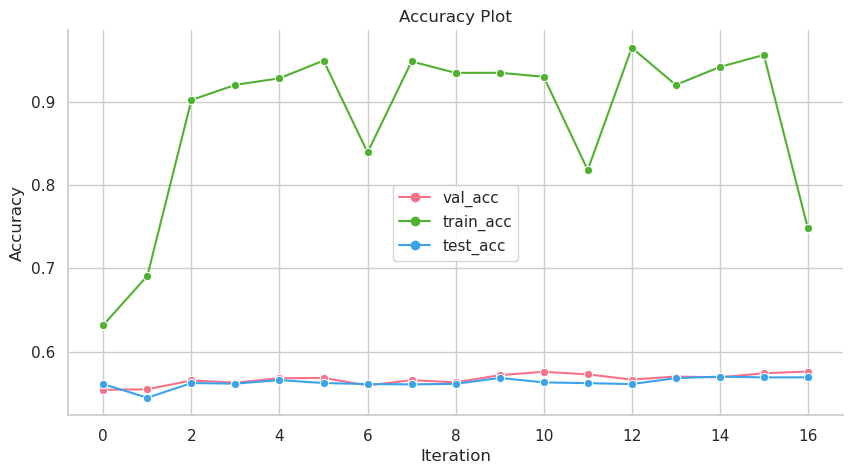 Accuracy Plot
Accuracy
0.9
0.8
0.7
0.6
val_acc
train_acc
test_acc
0 2 4 6 8 10 12 14 16
Iteration